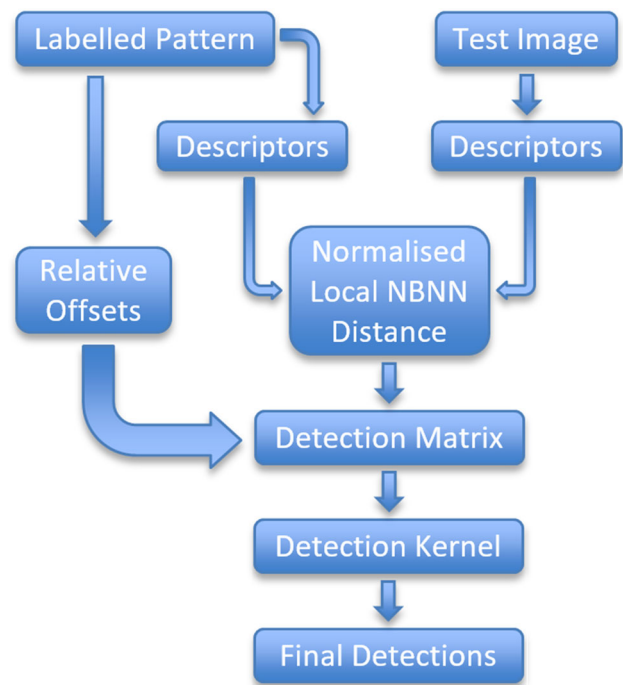 Labelled Pattern
Test Image
Descriptors
Descriptors
Relative
Offsets
Normalised
Local NBNN
Distance
Detection Matrix
Detection Kernel
Final Detections